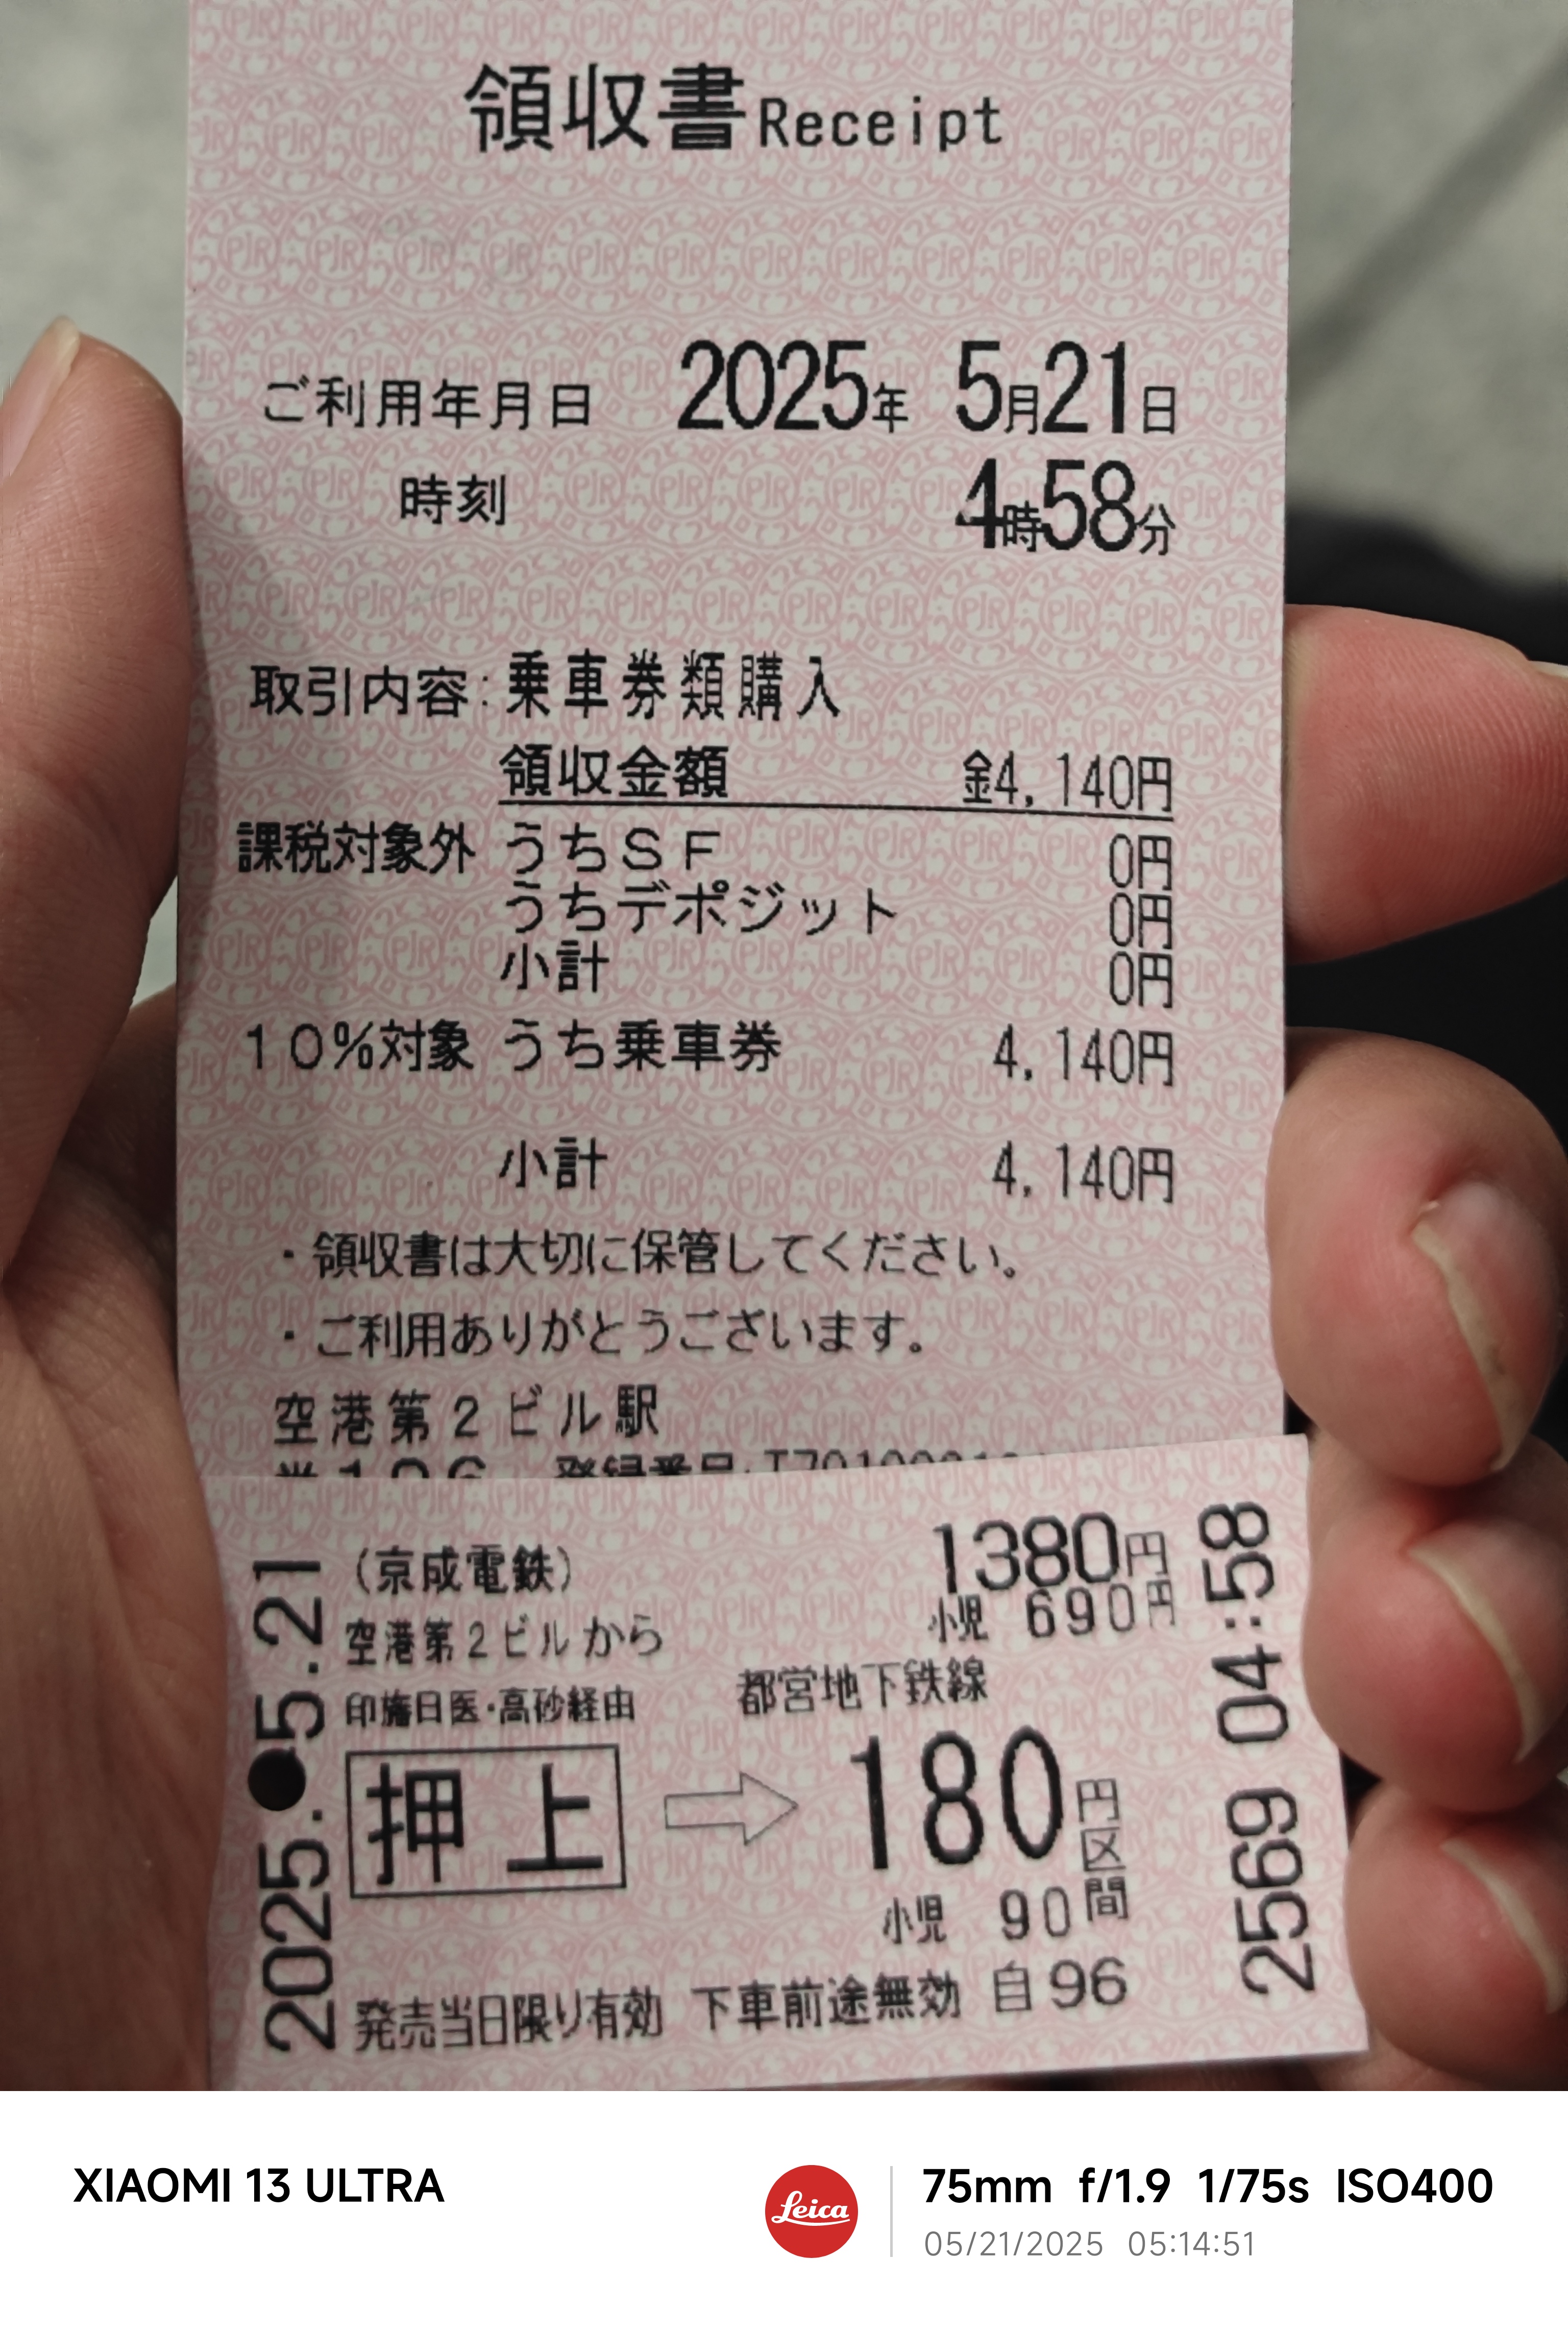 領収書Receipt
ご利用年月日 2025年 5月21日
時刻 4時58分
取引内容:乗車券類購入
領収金額 金4,140円
課税対象外 うちSF 0円
うちデポジット 0円
小計 0円
10%対象 うち乗車券 4,140円
小計 4,140円
・領収書は大切に保管してください。
・ご利用ありがとうございます。
空港第2ビル駅
(京成電鉄) 1380円
小児 690円
空港第2ビルから
印旛日医・高砂経由 都営地下鉄線
押上 ⇨ 180円区間
小児 90
発売当日限り有効 下車前途無効 自96
2025.-5.21
2569 04:58
XIAOMI 13 ULTRA
Leica
75mm f/1.9 1/75s ISO400
05/21/2025 05:14:51